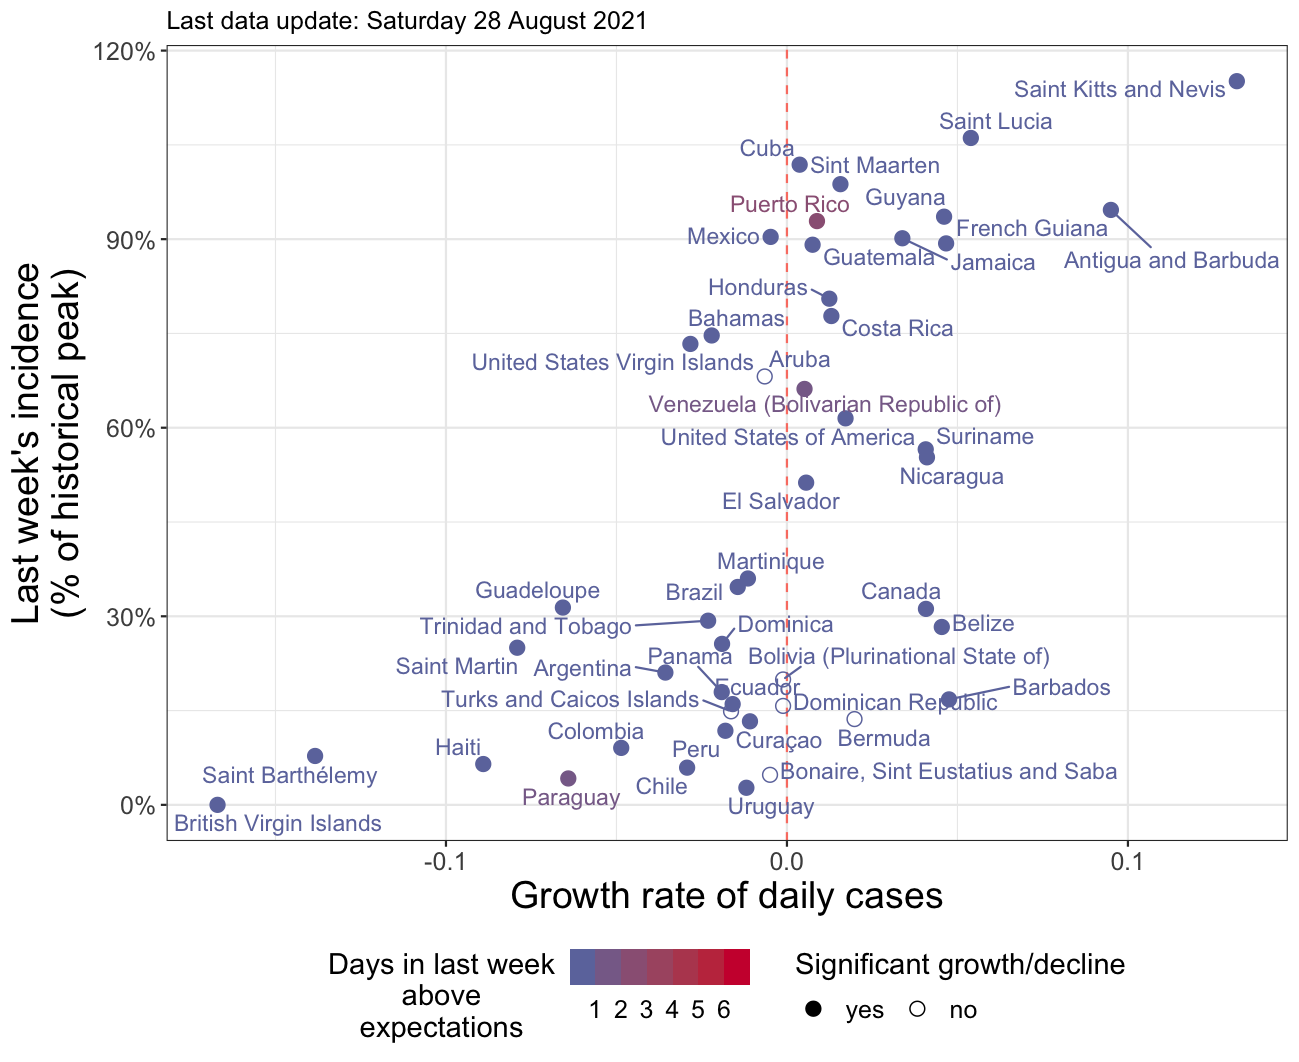 Last data update: Saturday 28 August 2021
Last week's incidence
(% of historical peak)
120%
90%
60%
30%
0%
Saint Kitts and Nevis
Saint Lucia
Cuba
Sint Maarten
Guyana
Puerto Rico
French Guiana
Mexico
Guatemala
Jamaica
Antigua and Barbuda
Honduras
Bahamas
Costa Rica
United States Virgin Islands
Aruba
Venezuela (Bolivarian Republic of)
United States of America
Suriname
Nicaragua
El Salvador
Martinique
Guadeloupe
Brazil
Canada
Trinidad and Tobago
Dominica
Belize
Saint Martin
Argentina
Panama
Bolivia (Plurinational State of)
Ecuador
Barbados
Turks and Caicos Islands
Dominican Republic
Colombia
Curaçao
Bermuda
Haiti
Peru
Saint Barthélemy
Chile
Bonaire, Sint Eustatius and Saba
Paraguay
Uruguay
British Virgin Islands
-0.1
0.0
0.1
Growth rate of daily cases
Days in last week
above
expectations
1 2 3 4 5 6
Significant growth/decline
yes
no